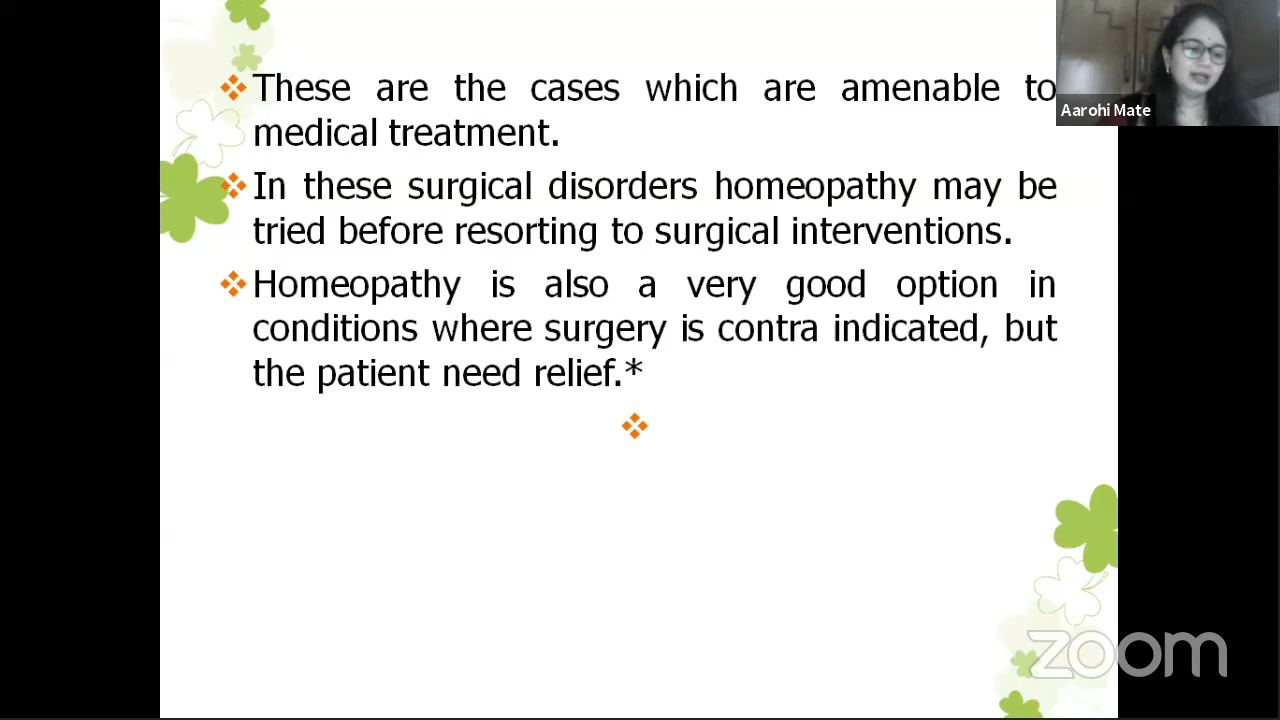 These are the cases which are amenable to
medical treatment.
In these surgical disorders homeopathy may be
tried before resorting to surgical interventions.
Homeopathy is also a very good option in
conditions where surgery is contra indicated, but
the patient need relief.*
Aarohi Mate
zoom